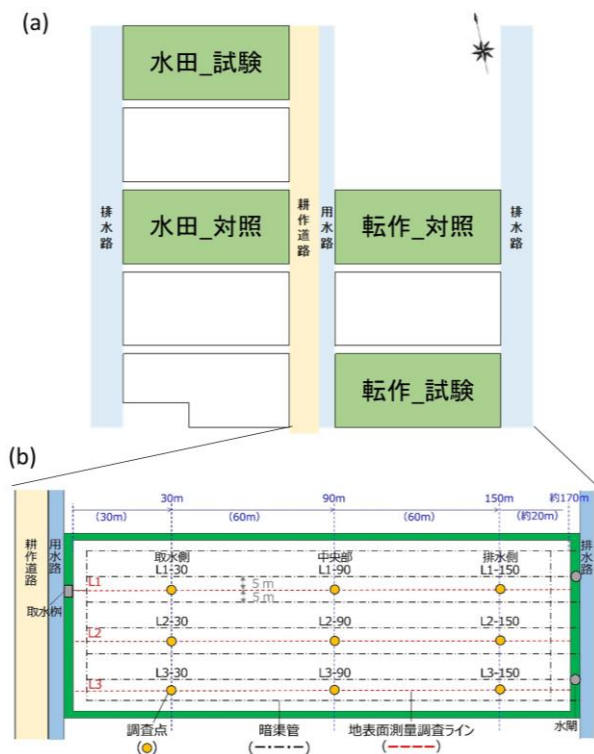 (a)
水田_試験
排水路
水田_対照
耕作道路
用水路
転作_対照
排水路
転作_試験
(b)
30m
90m
150m
約170m
(30m)
(60m)
(60m)
(約20m)
耕作道路
用水路
排水路
取水側
中央部
排水側
L1-30
L1-90
L1-150
L1
5 m
5 m
取水桝
L2-30
L2-90
L2-150
L2
L3-30
L3-90
L3-150
L3
水閘
調査点
暗渠管
地表面測量調査ライン